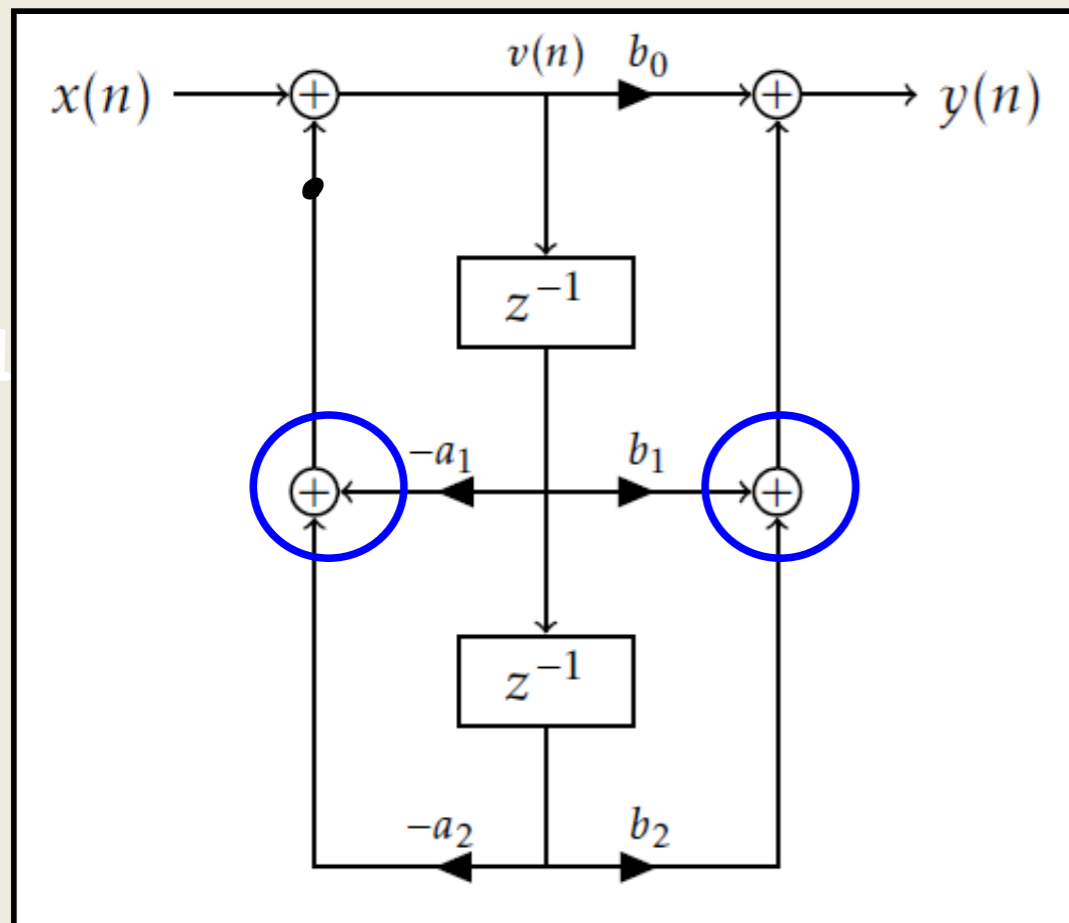 v(n) b₀
x(n) + + y(n)
z⁻¹
−a₁ b₁
+ +
z⁻¹
−a₂ b₂